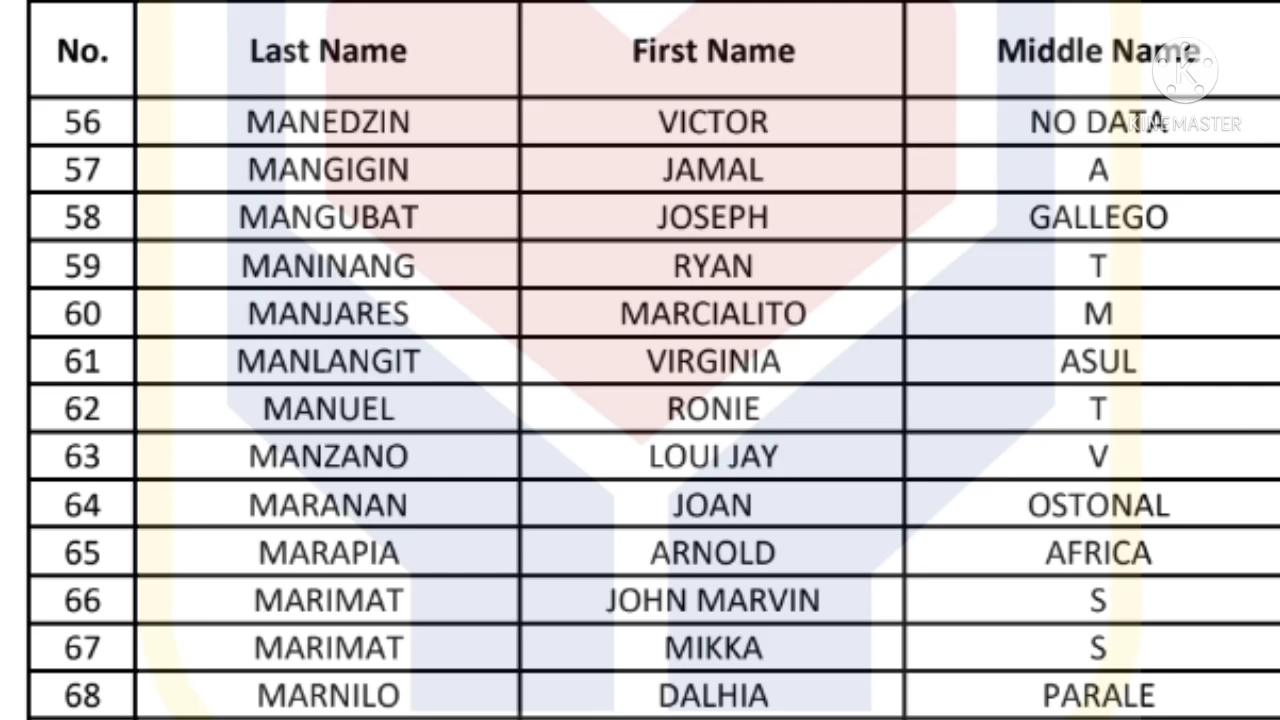 No. Last Name First Name Middle Name
56 MANEDZIN VICTOR NO DATA
KINEMASTER
57 MANGIGIN JAMAL A
58 MANGUBAT JOSEPH GALLEGO
59 MANINANG RYAN T
60 MANJARES MARCIALITO M
61 MANLANGIT VIRGINIA ASUL
62 MANUEL RONIE T
63 MANZANO LOUI JAY V
64 MARANAN JOAN OSTONAL
65 MARAPIA ARNOLD AFRICA
66 MARIMAT JOHN MARVIN S
67 MARIMAT MIKKA S
68 MARNILO DALHIA PARALE